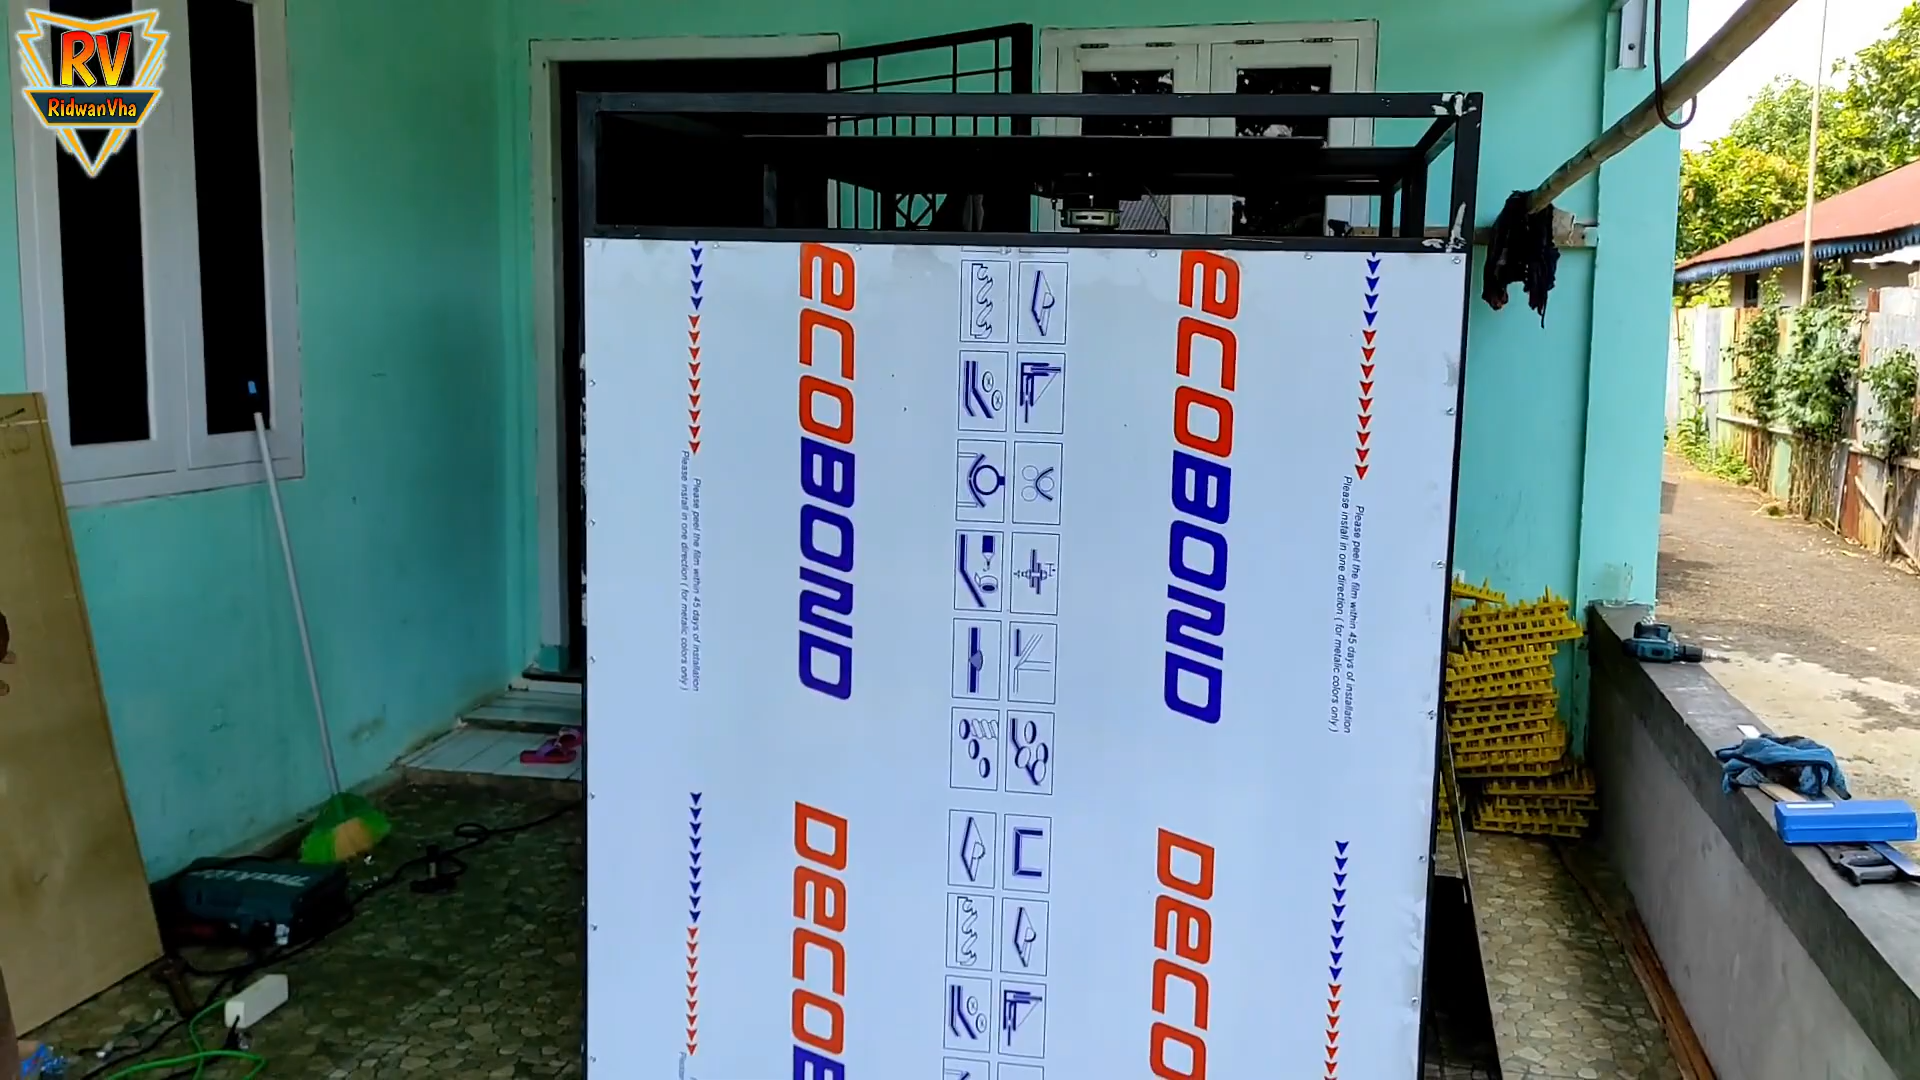 RV
RidwanVha
eCOBOND
eCOBOND
Please peel the film within 45 days of installation
Please install in one direction ( for metalic colors only )
Please peel the film within 45 days of installation
Please install in one direction ( for metalic colors only )
DeCOB
DeCO